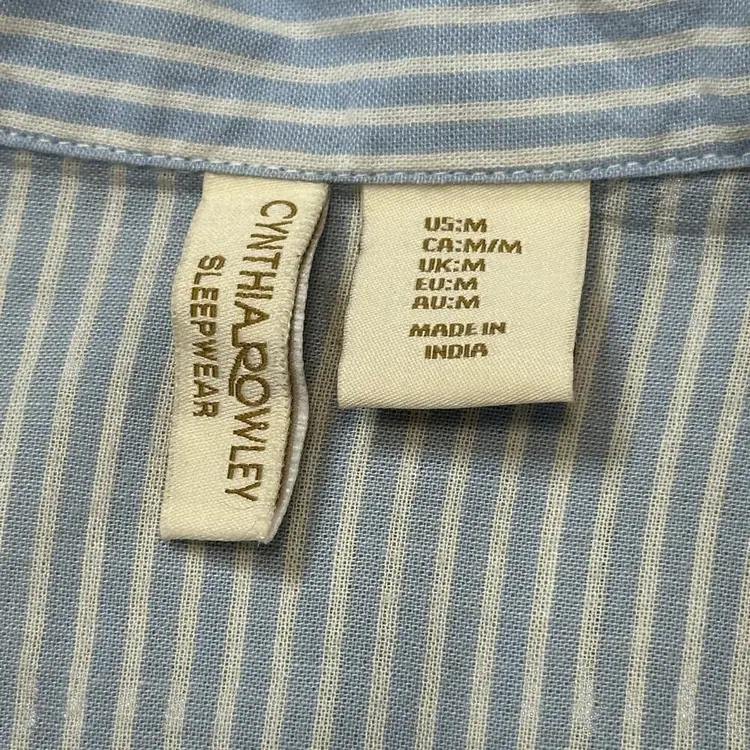 CYNTHIA ROWLEY
SLEEPWEAR
US:M
CA:M/M
UK:M
EU:M
AU:M
MADE IN
INDIA